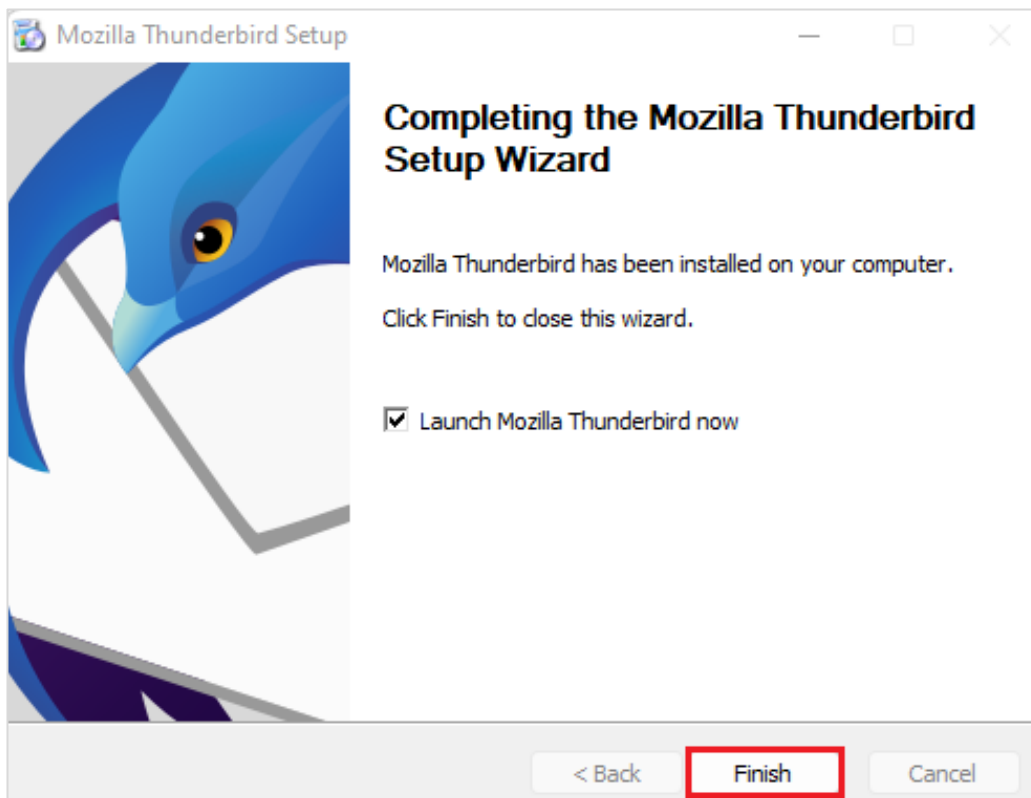 Mozilla Thunderbird Setup
Completing the Mozilla Thunderbird
Setup Wizard
Mozilla Thunderbird has been installed on your computer.
Click Finish to close this wizard.
Launch Mozilla Thunderbird now
< Back Finish Cancel